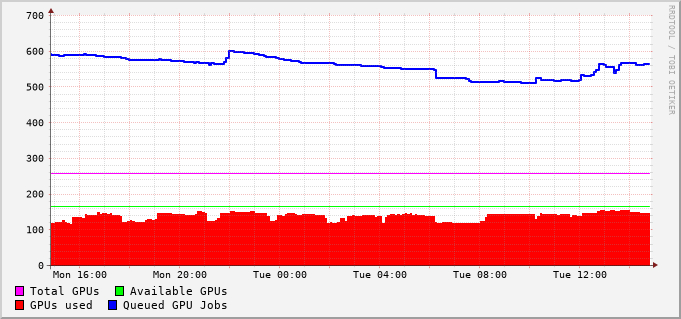 700
600
500
400
300
200
100
0
Mon 16:00 Mon 20:00 Tue 00:00 Tue 04:00 Tue 08:00 Tue 12:00
Total GPUs Available GPUs
GPUs used Queued GPU Jobs
RRDTOOL / TOBI OETIKER